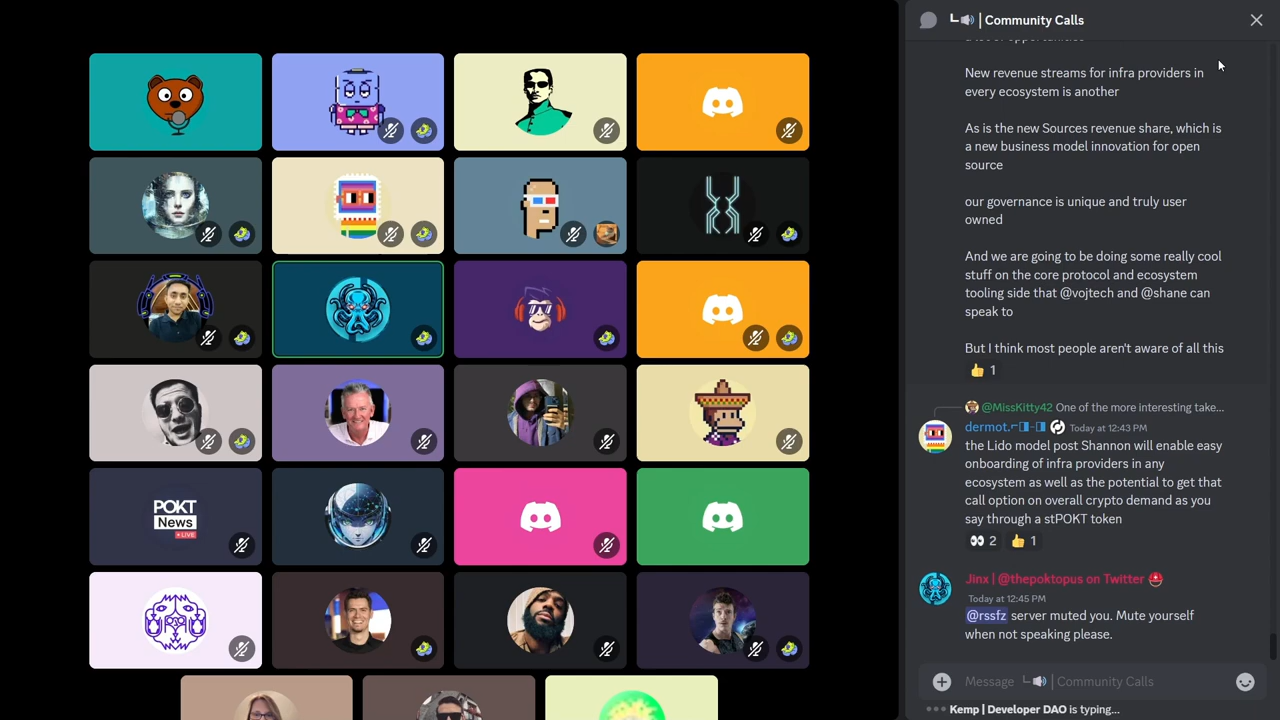 ┗🔊 | Community Calls
New revenue streams for infra providers in
every ecosystem is another
As is the new Sources revenue share, which is
a new business model innovation for open
source
our governance is unique and truly user
owned
And we are going to be doing some really cool
stuff on the core protocol and ecosystem
tooling side that @vojtech and @shane can
speak to
But I think most people aren't aware of all this
👍 1
@MissKitty42 One of the more interesting take...
dermot.⌐◨-◨ Today at 12:43 PM
the Lido model post Shannon will enable easy
onboarding of infra providers in any
ecosystem as well as the potential to get that
call option on overall crypto demand as you
say through a stPOKT token
👀 2 👍 1
Jinx | @thepoktopus on Twitter
Today at 12:45 PM
@rssfz server muted you. Mute yourself
when not speaking please.
Message ┗🔊 | Community Calls
Kemp | Developer DAO is typing...
POKT
News
LIVE